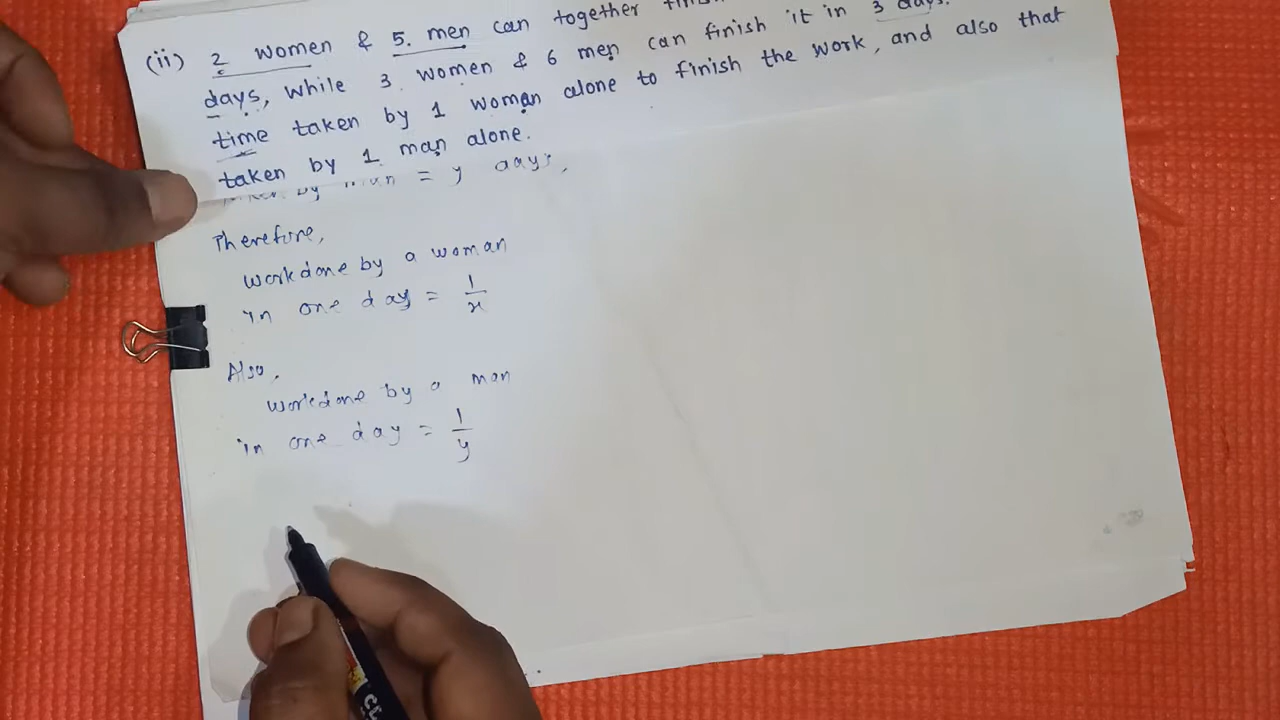 (ii) 2 women & 5. men can together
days, while 3 women & 6 men can finish it in 3 days.
time taken by 1 woman alone to finish the work, and also that
taken by 1 man alone.
= y days,
Therefore,
workdone by a woman
in one day = 1/x
Also,
workdone by a man
in one day = 1/y